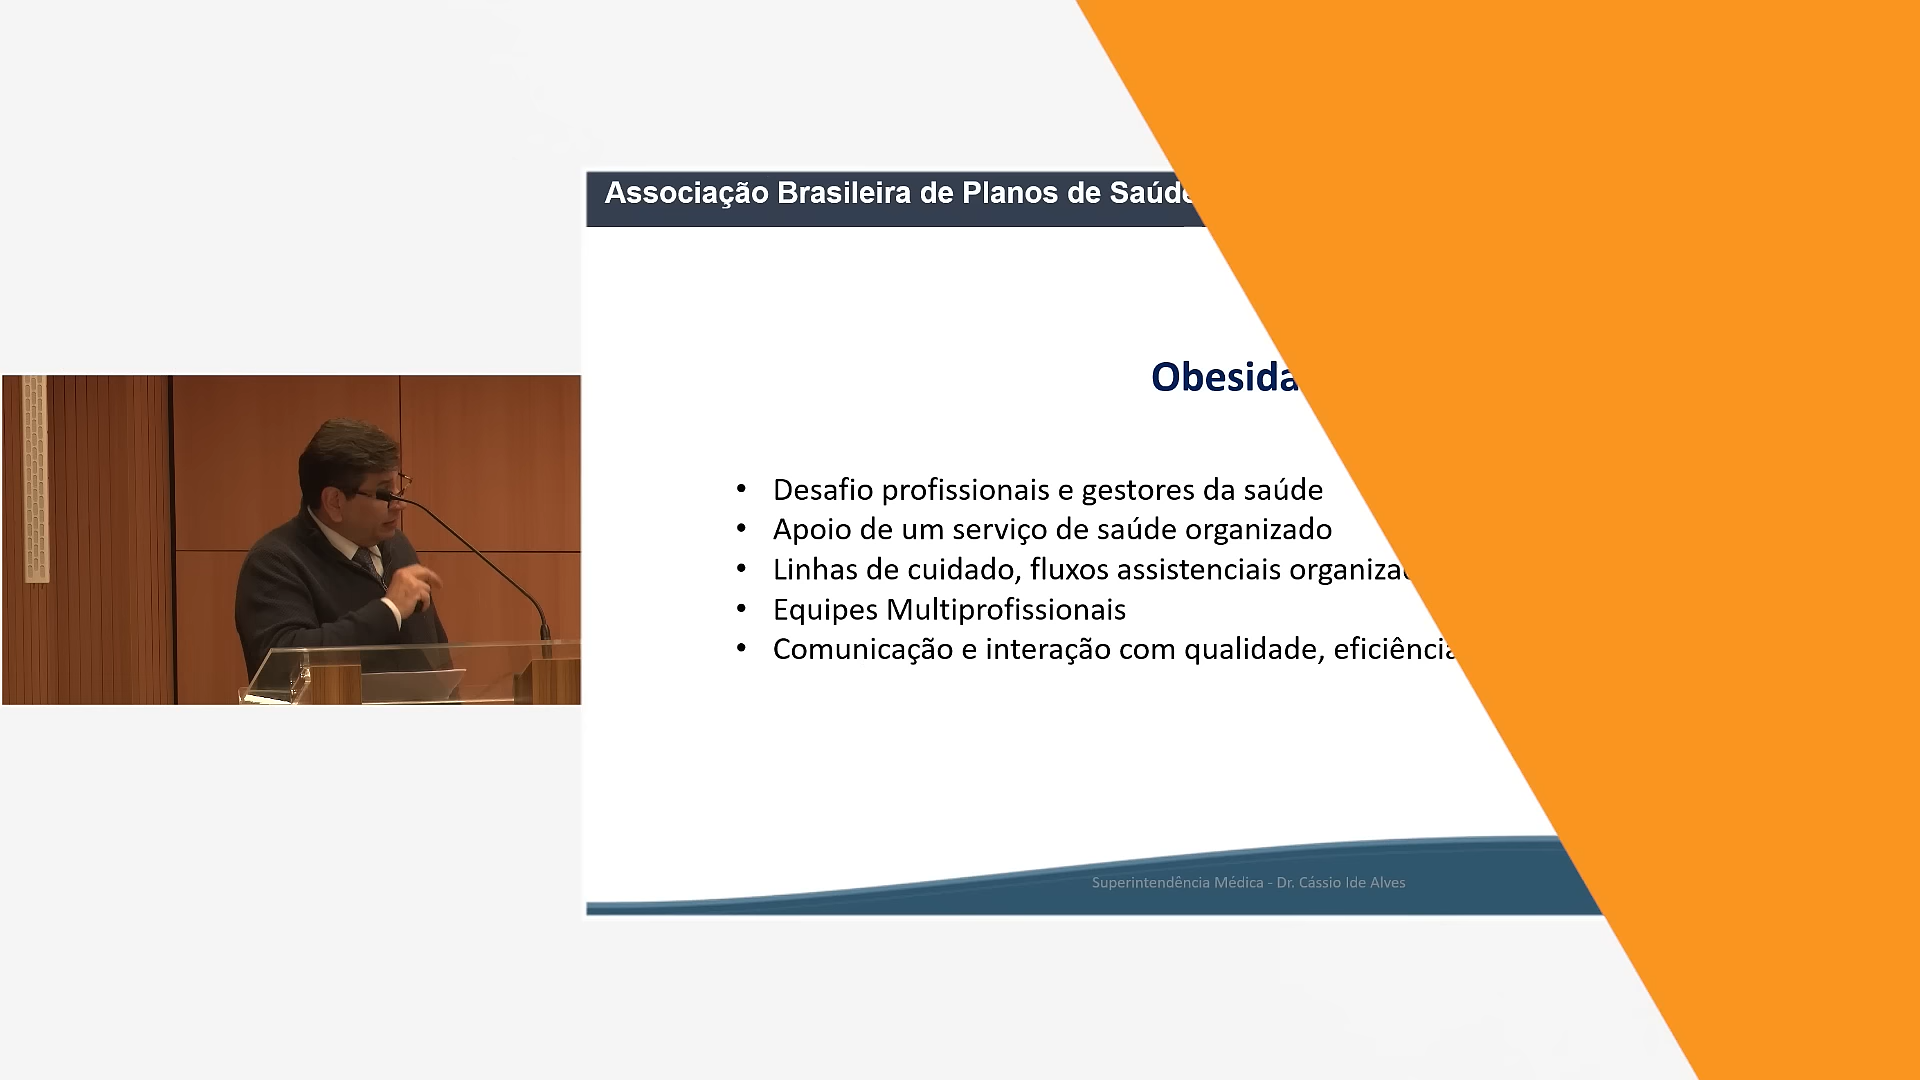 Associação Brasileira de Planos de Saúde
Obesida
Desafio profissionais e gestores da saúde
Apoio de um serviço de saúde organizado
Linhas de cuidado, fluxos assistenciais organizad
Equipes Multiprofissionais
Comunicação e interação com qualidade, eficiência
Superintendência Médica - Dr. Cássio Ide Alves